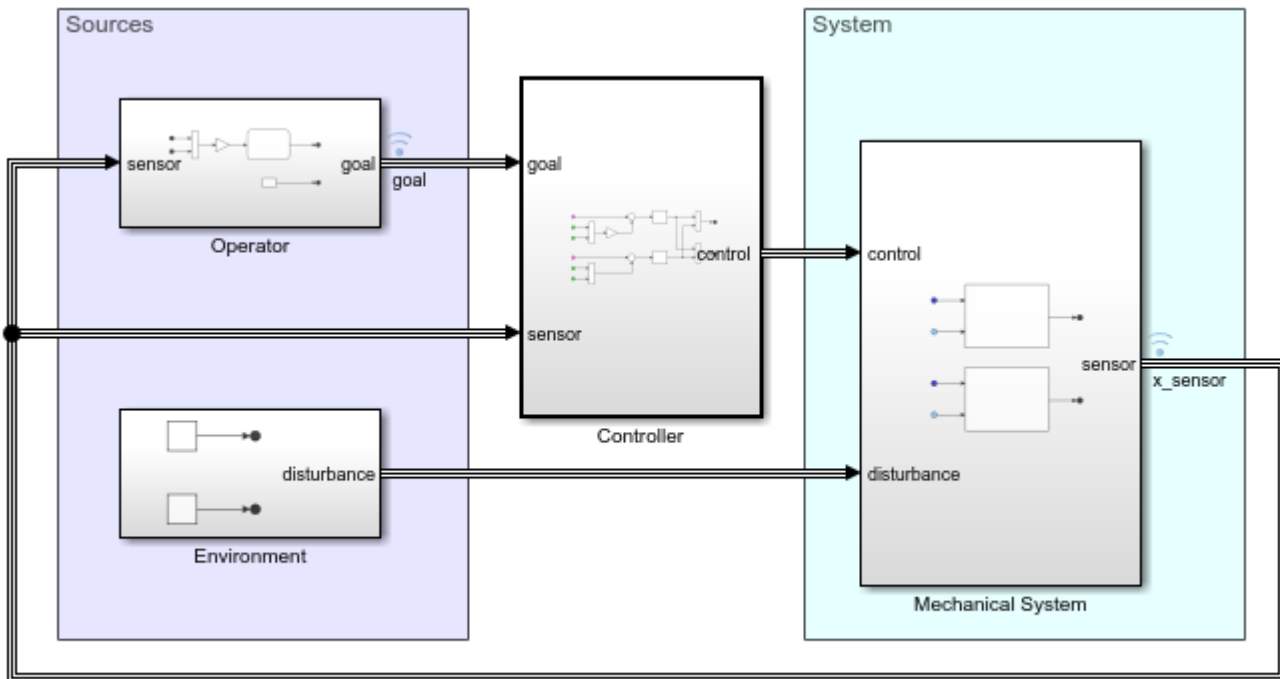 Sources
System
sensor
goal
goal
Operator
goal
control
sensor
Controller
control
sensor
x_sensor
disturbance
disturbance
Environment
Mechanical System